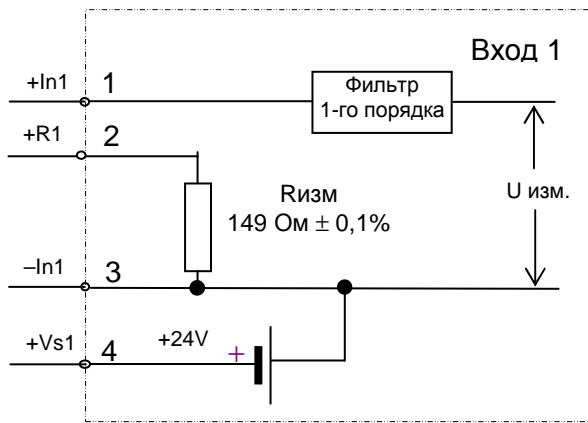 Вход 1
+In1 1
Фильтр
1-го порядка
+R1 2
U изм.
Rизм
149 Ом ± 0,1%
–In1 3
+Vs1 4 +24V +